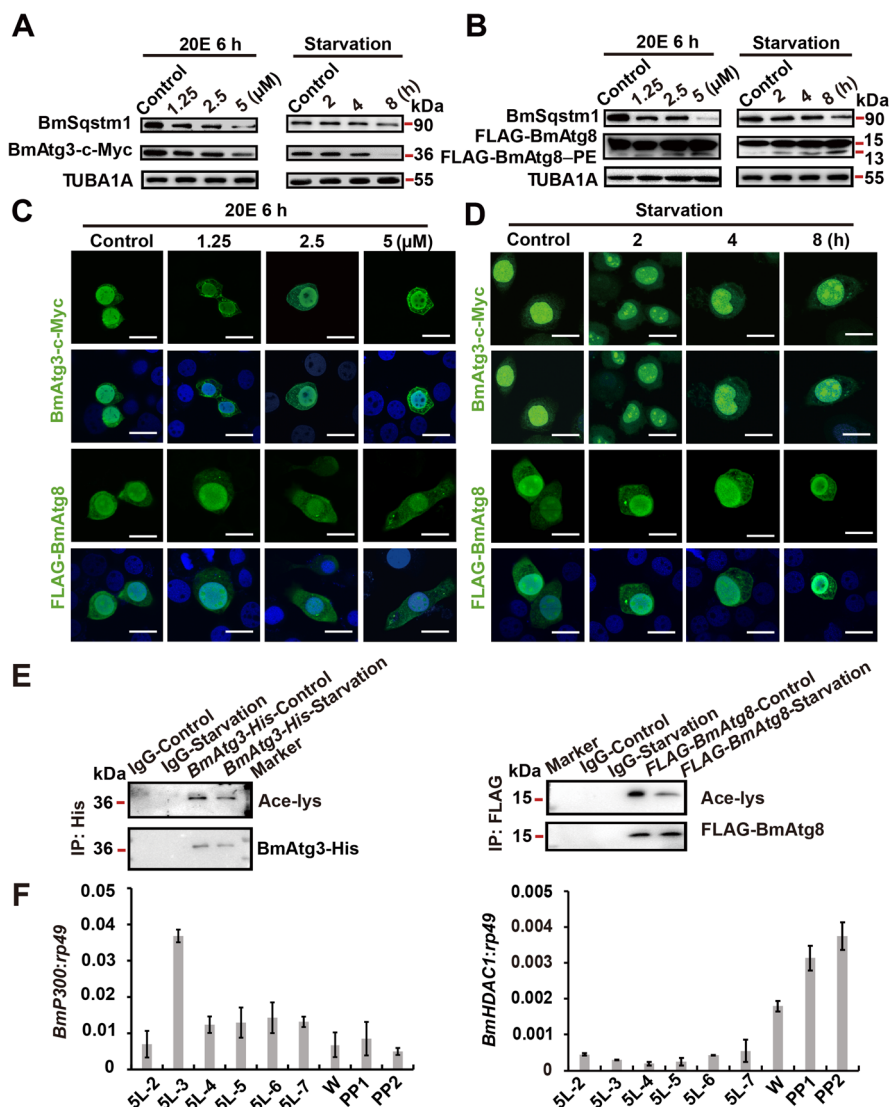 A
20E 6 h
Starvation
Control
1.25
2.5
5 (μM)
Control
2
4
8 (h)
kDa
BmSqstm1
90
BmAtg3-c-Myc
36
TUBA1A
55
B
20E 6 h
Starvation
Control
1.25
2.5
5 (μM)
Control
2
4
8 (h)
kDa
BmSqstm1
90
FLAG-BmAtg8
15
FLAG-BmAtg8–PE
13
TUBA1A
55
C
20E 6 h
Control
1.25
2.5
5 (μM)
BmAtg3-c-Myc
FLAG-BmAtg8
D
Starvation
Control
2
4
8 (h)
BmAtg3-c-Myc
FLAG-BmAtg8
E
IgG-Control
IgG-Starvation
BmAtg3-His-Control
BmAtg3-His-Starvation
Marker
kDa
IP: His
36
Ace-lys
36
BmAtg3-His
Marker
IgG-Control
IgG-Starvation
FLAG-BmAtg8-Control
FLAG-BmAtg8-Starvation
kDa
IP: FLAG
15
Ace-lys
15
FLAG-BmAtg8
F
BmP300:rp49
0.05
0.04
0.03
0.02
0.01
0
5L-2
5L-3
5L-4
5L-5
5L-6
5L-7
W
PP1
PP2
BmHDAC1:rp49
0.005
0.004
0.003
0.002
0.001
0
5L-2
5L-3
5L-4
5L-5
5L-6
5L-7
W
PP1
PP2